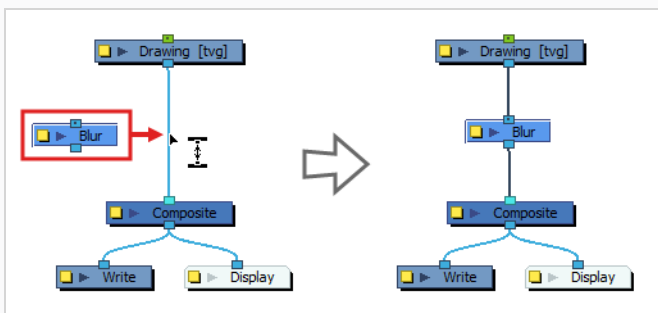 Drawing [tvg]
Blur
Composite
Write
Display
Drawing [tvg]
Blur
Composite
Write
Display